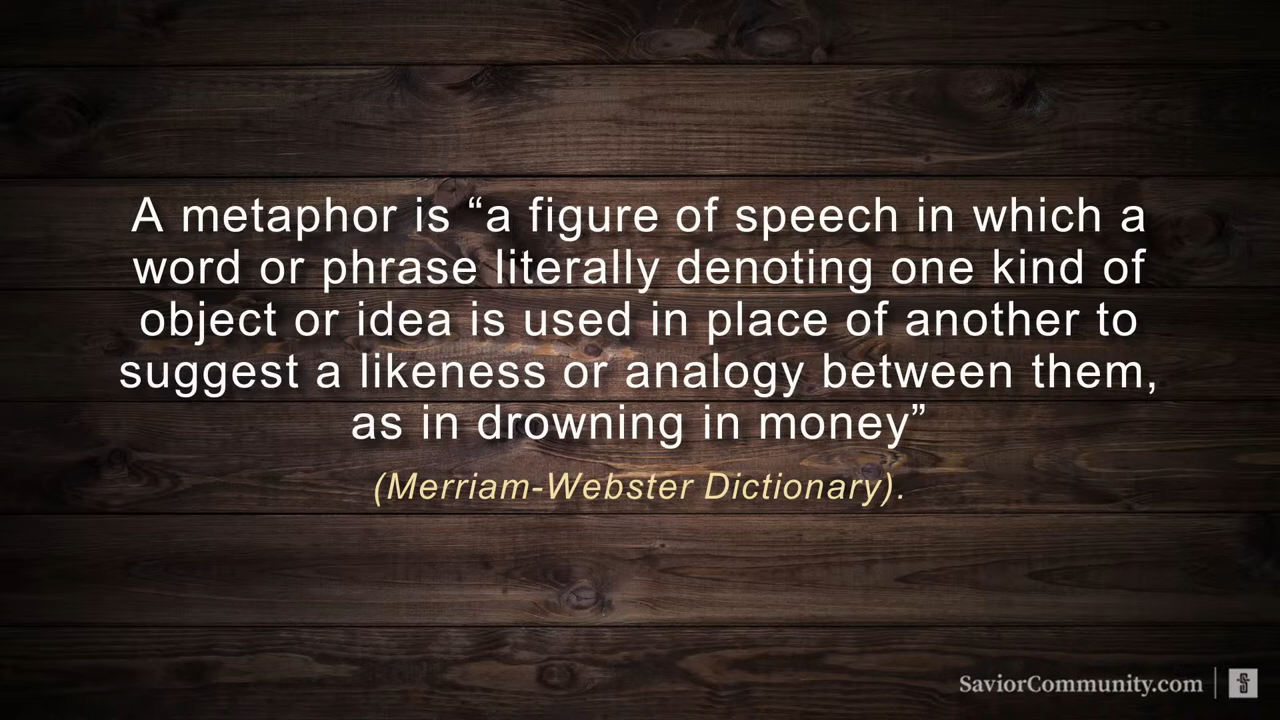 A metaphor is “a figure of speech in which a
word or phrase literally denoting one kind of
object or idea is used in place of another to
suggest a likeness or analogy between them,
as in drowning in money”
(Merriam-Webster Dictionary).
SaviorCommunity.com